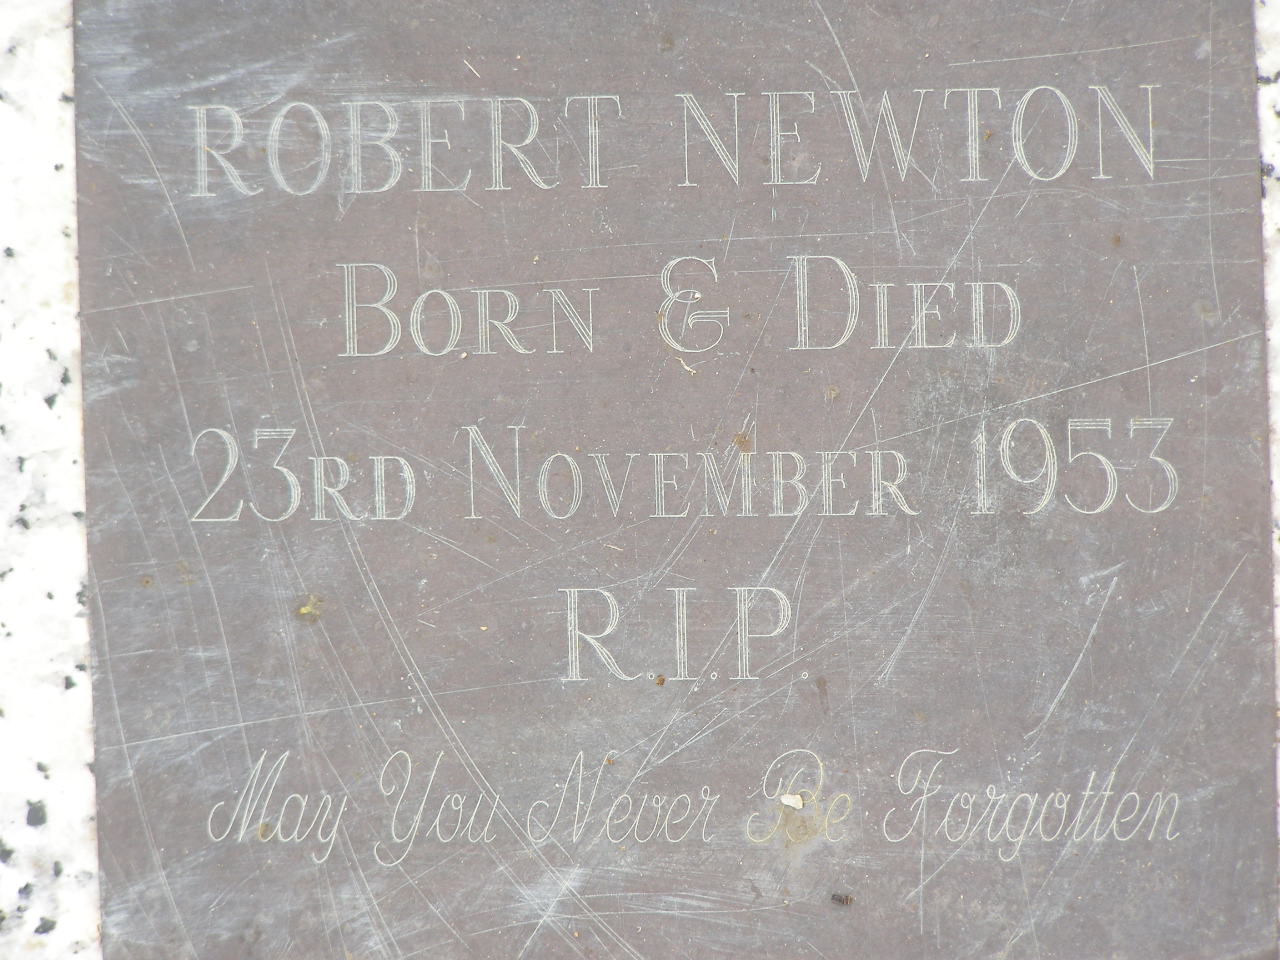 ROBERT NEWTON
BORN & DIED
23RD NOVEMBER 1953
R.I.P.
May You Never Be Forgotten